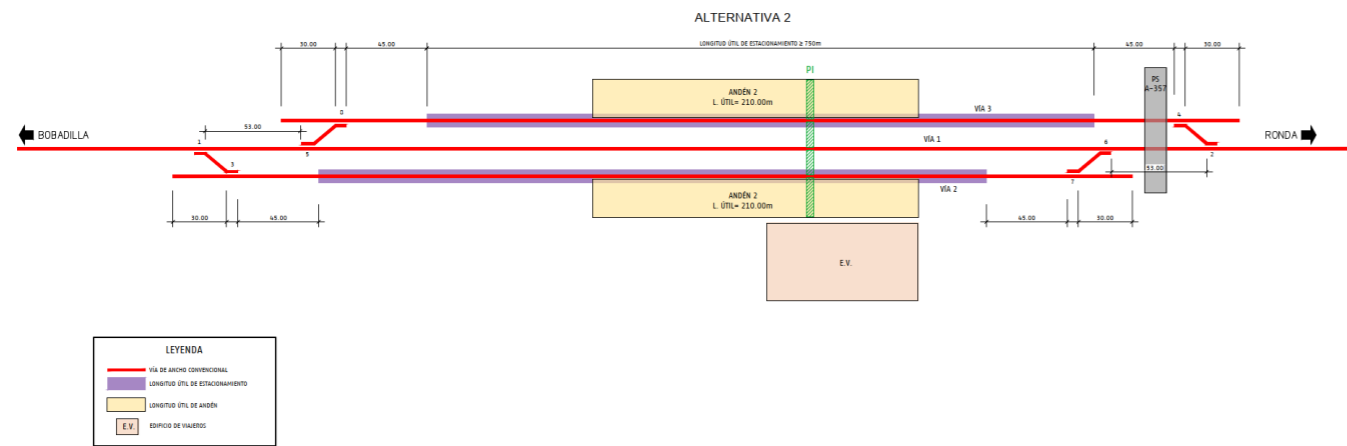 ALTERNATIVA 2
30.00
45.00
LONGITUD ÚTIL DE ESTACIONAMIENTO ≥ 750m
45.00
30.00
PI
PS
A-357
ANDÉN 2
L. ÚTIL= 210.00m
VÍA 3
8
4
53.00
BOBADILLA
VÍA 1
RONDA
1
5
6
2
3
53.00
7
VÍA 2
ANDÉN 2
L. ÚTIL= 210.00m
30.00
45.00
45.00
30.00
E.V.
LEYENDA
VÍA DE ANCHO CONVENCIONAL
LONGITUD ÚTIL DE ESTACIONAMIENTO
LONGITUD ÚTIL DE ANDÉN
E.V.
EDIFICIO DE VIAJEROS